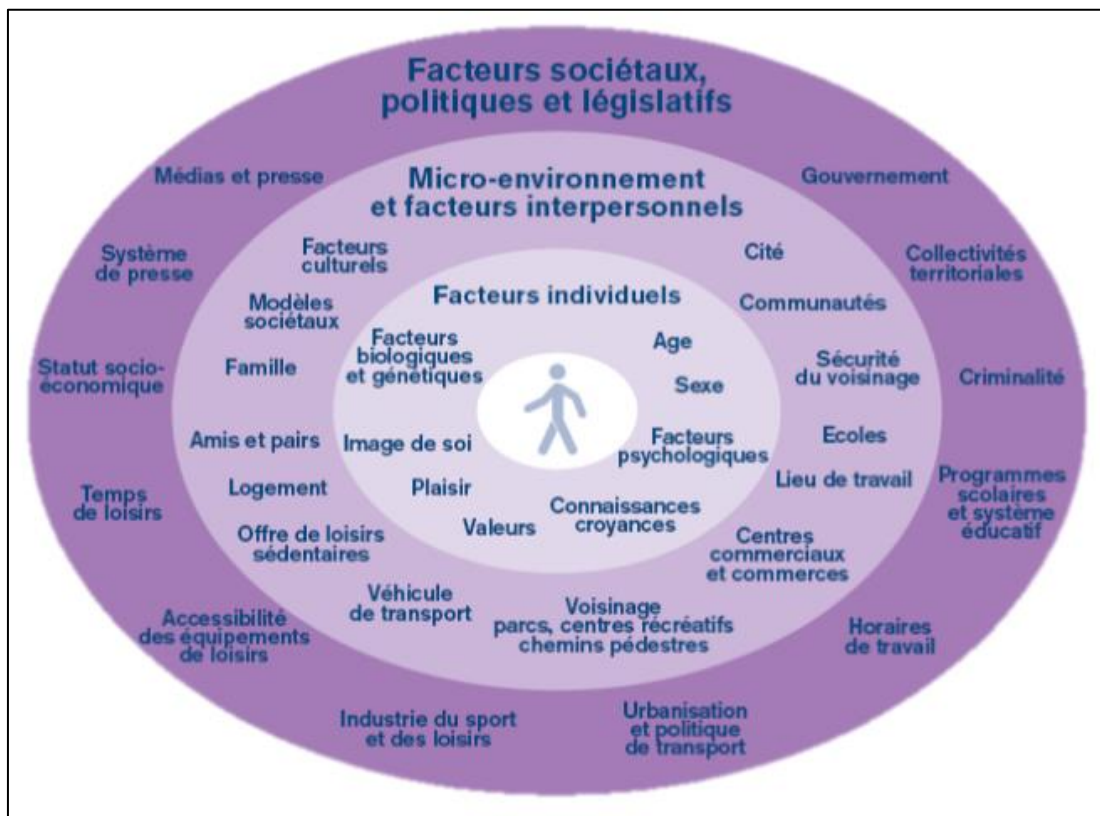 Facteurs sociétaux,
politiques et législatifs
Médias et presse
Gouvernement
Système
de presse
Collectivités
territoriales
Statut socio-
économique
Criminalité
Temps
de loisirs
Programmes
scolaires
et système
éducatif
Accessibilité
des équipements
de loisirs
Horaires
de travail
Industrie du sport
et des loisirs
Urbanisation
et politique
de transport
Micro-environnement
et facteurs interpersonnels
Facteurs
culturels
Cité
Modèles
sociétaux
Communautés
Famille
Sécurité
du voisinage
Amis et pairs
Ecoles
Logement
Lieu de travail
Offre de loisirs
sédentaires
Centres
commerciaux
et commerces
Véhicule
de transport
Voisinage
parcs, centres récréatifs
chemins pédestres
Facteurs individuels
Facteurs
biologiques
et génétiques
Age
Sexe
Image de soi
Facteurs
psychologiques
Plaisir
Connaissances
croyances
Valeurs